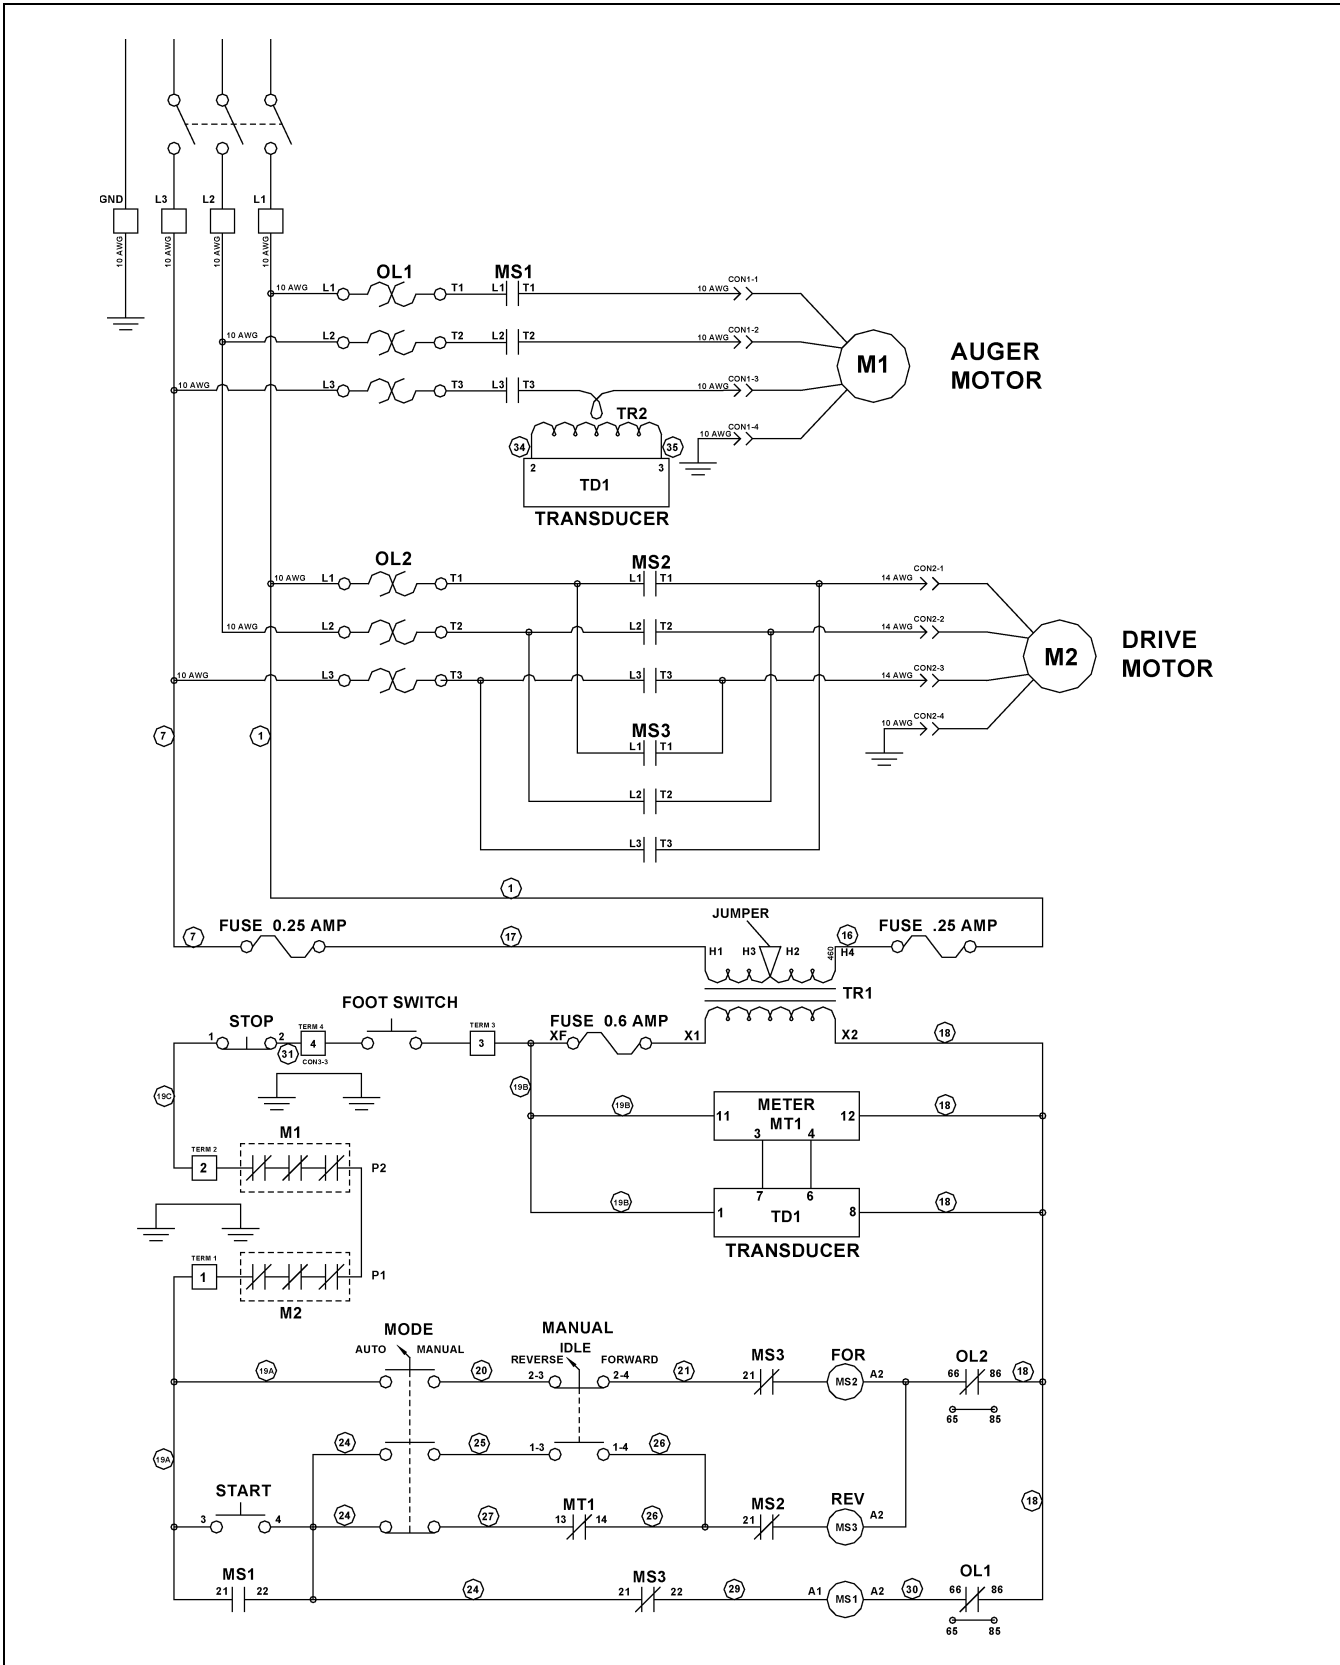 GND L3 L2 L1
10 AWG 10 AWG 10 AWG 10 AWG
OL1 MS1
10 AWG L1 T1 L1 T1 10 AWG CON1-1
10 AWG L2 T2 L2 T2 10 AWG CON1-2
10 AWG L3 T3 L3 T3 10 AWG CON1-3
M1
AUGER
MOTOR
TR2
10 AWG CON1-4
34 35
2 3
TD1
TRANSDUCER
OL2 MS2
10 AWG L1 T1 L1 T1 14 AWG CON2-1
10 AWG L2 T2 L2 T2 14 AWG CON2-2
10 AWG L3 T3 L3 T3 14 AWG CON2-3
M2
DRIVE
MOTOR
10 AWG CON2-4
7 1
MS3
L1 T1
L2 T2
L3 T3
1
JUMPER
7 FUSE 0.25 AMP 17 H1 H3 H2 460 H4 16 FUSE .25 AMP
TR1
FOOT SWITCH
STOP
1 2 31 TERM 4
4
CON3-3
TERM 3
3
XF FUSE 0.6 AMP X1 X2 18
19C 19B
19B 11 METER
MT1 12 18
3 4
M1
TERM 2
2 P2
7 6
19B 1 TD1 8 18
TRANSDUCER
TERM 1
1 P1
M2
MODE
AUTO MANUAL
MANUAL
IDLE
REVERSE FORWARD
19A 20 2-3 2-4 21 MS3 21 FOR MS2 A2 OL2 66 86 18
65 85
24 25 1-3 1-4 26
19A
START
3 4 24 27 MT1 13 14 26 MS2 21 REV MS3 A2 18
MS1
21 22 24 MS3 21 22 29 A1 MS1 A2 30 OL1 66 86
65 85